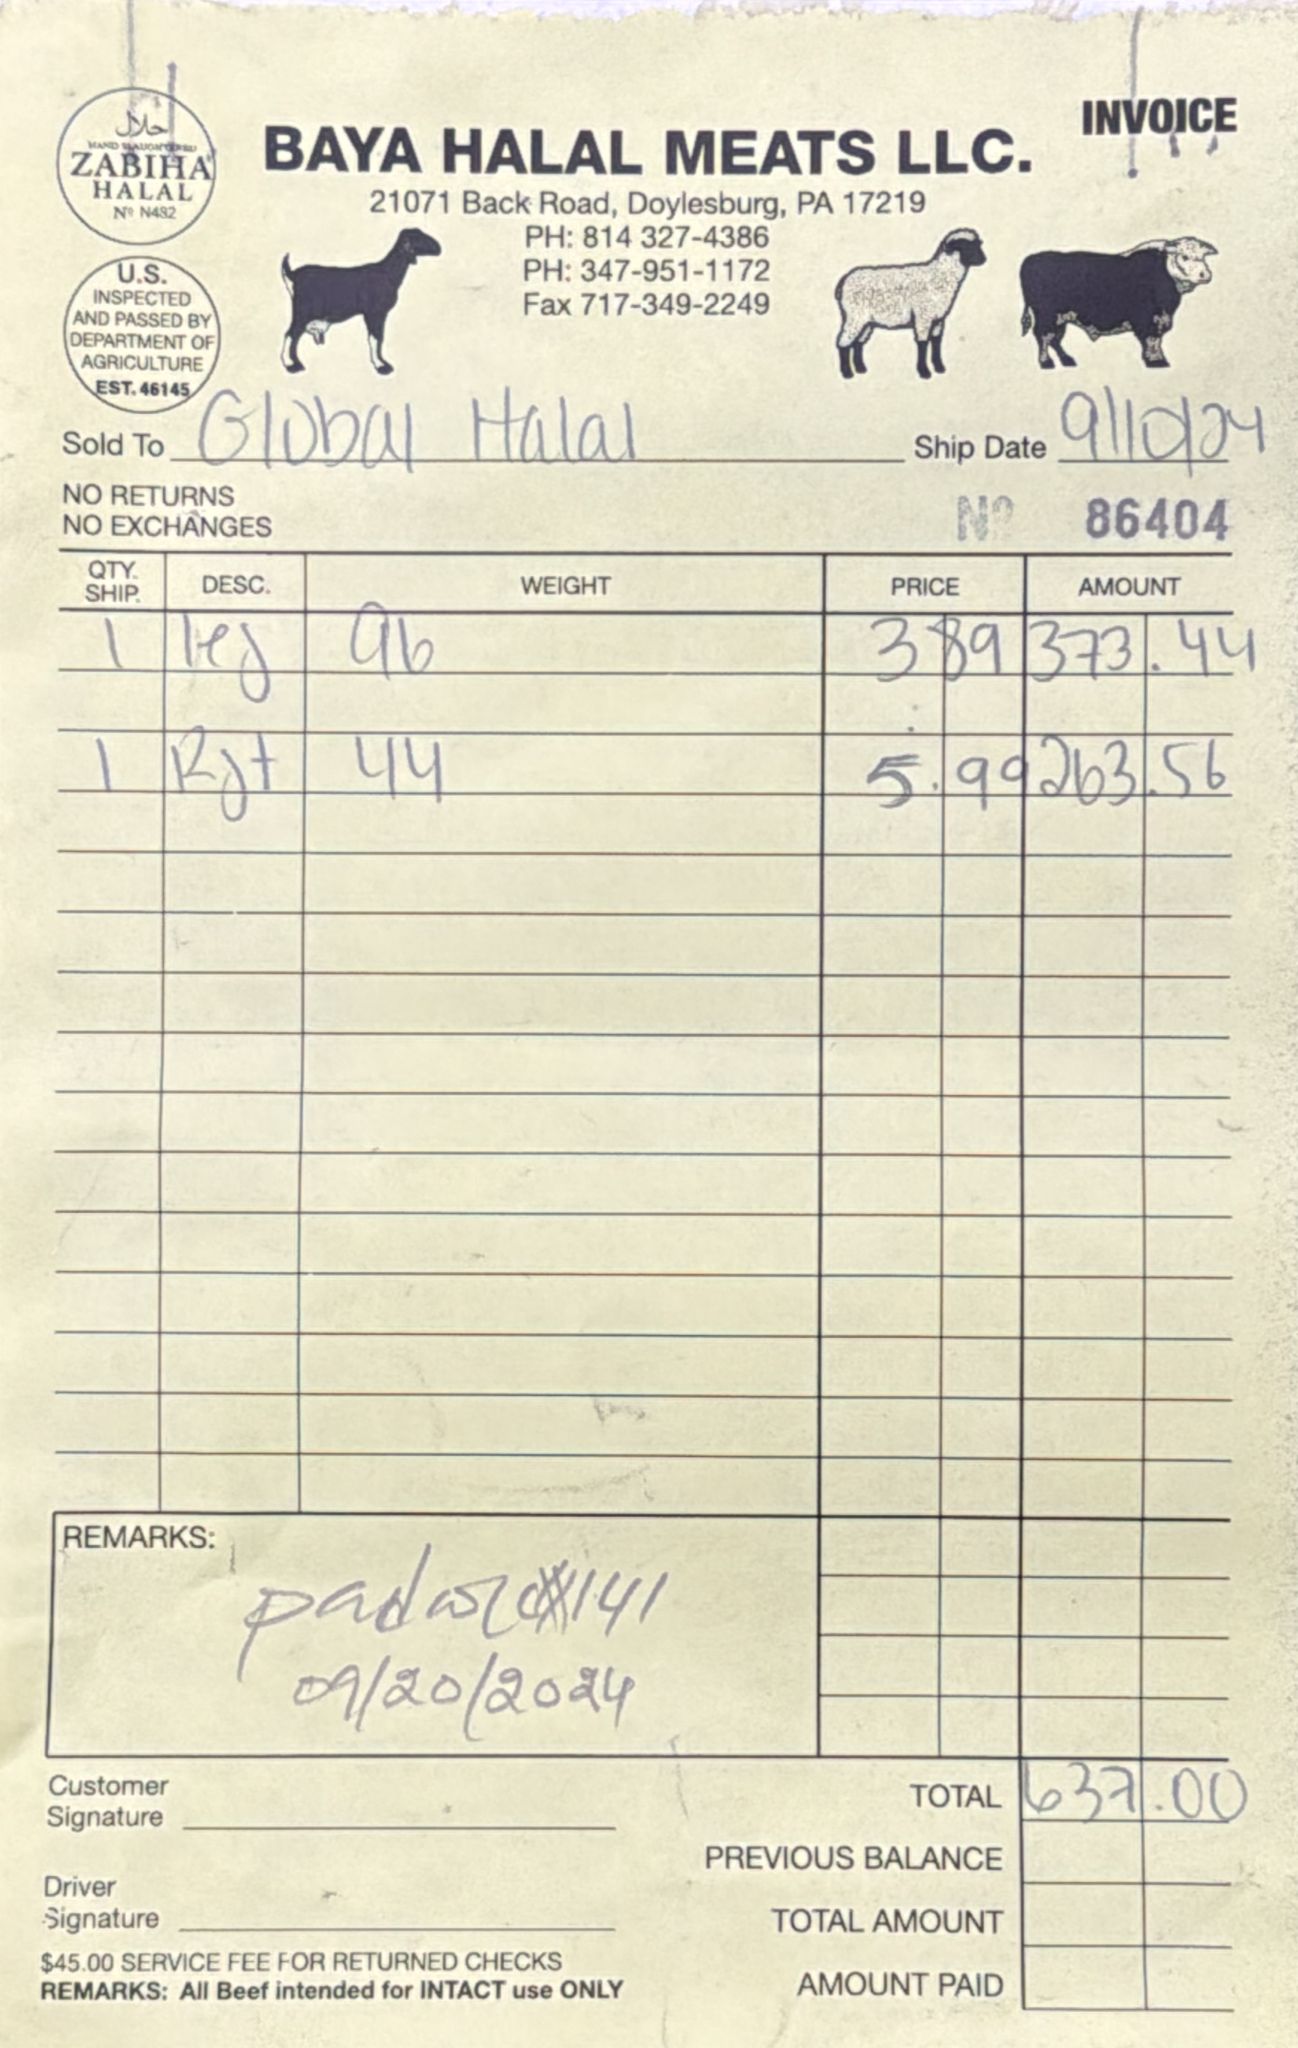 INVOICE
حلال
HAND SLAUGHTERED
ZABIHA
HALAL
Nº N482
BAYA HALAL MEATS LLC.
21071 Back Road, Doylesburg, PA 17219
PH: 814 327-4386
PH: 347-951-1172
Fax 717-349-2249
U.S.
INSPECTED
AND PASSED BY
DEPARTMENT OF
AGRICULTURE
EST. 46145
Sold To Global Halal Ship Date 9/10/24
NO RETURNS
NO EXCHANGES
Nº 86404
QTY. SHIP. DESC. WEIGHT PRICE AMOUNT
1 leg 96 3 89 373.44
1 Rgt 44 5.99 263.56
REMARKS:
#141
09/20/2024
Customer
Signature
TOTAL 637.00
PREVIOUS BALANCE
Driver
Signature
TOTAL AMOUNT
$45.00 SERVICE FEE FOR RETURNED CHECKS
REMARKS: All Beef intended for INTACT use ONLY
AMOUNT PAID